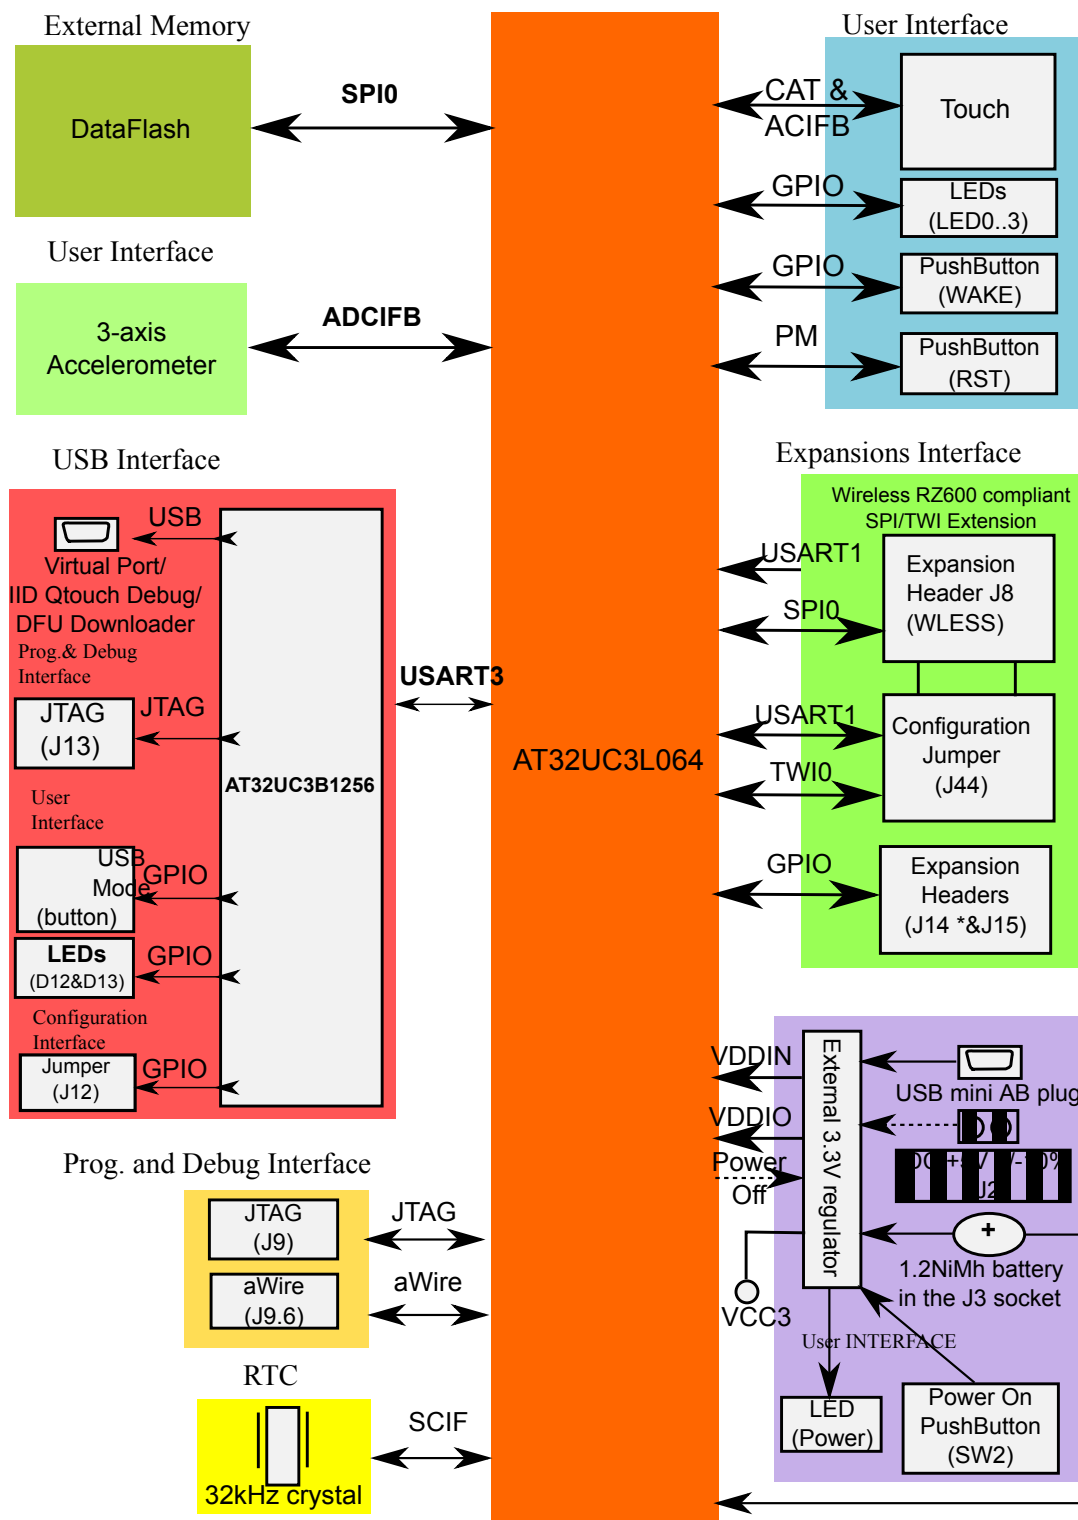 External Memory
DataFlash
SPI0
User Interface
3-axis
Accelerometer
ADCIFB
USB Interface
USB
Virtual Port/
IID Qtouch Debug/
DFU Downloader
Prog.& Debug
Interface
JTAG
(J13)
JTAG
User
Interface
USB
Mode
(button)
GPIO
LEDs
(D12&D13)
GPIO
Configuration
Interface
Jumper
(J12)
GPIO
AT32UC3B1256
USART3
Prog. and Debug Interface
JTAG
(J9)
JTAG
aWire
(J9.6)
aWire
RTC
32kHz crystal
SCIF
AT32UC3L064
User Interface
CAT &
ACIFB
Touch
GPIO
LEDs
(LED0..3)
GPIO
PushButton
(WAKE)
PM
PushButton
(RST)
Expansions Interface
Wireless RZ600 compliant
SPI/TWI Extension
USART1
SPI0
Expansion
Header J8
(WLESS)
USART1
TWI0
Configuration
Jumper
(J44)
GPIO
Expansion
Headers
(J14 *&J15)
VDDIN
VDDIO
Power
Off
VCC3
External 3.3V regulator
USB mini AB plug
J2
+
1.2NiMh battery
in the J3 socket
User INTERFACE
LED
(Power)
Power On
PushButton
(SW2)